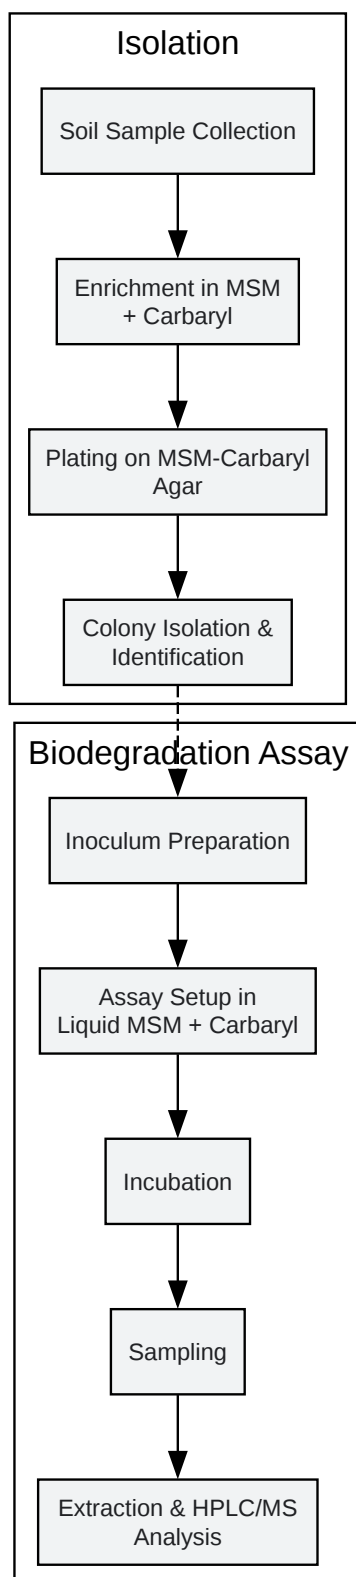 Isolation
Soil Sample Collection
Enrichment in MSM
+ Carbaryl
Plating on MSM-Carbaryl
Agar
Colony Isolation &
Identification
Biodegradation Assay
Inoculum Preparation
Assay Setup in
Liquid MSM + Carbaryl
Incubation
Sampling
Extraction & HPLC/MS
Analysis